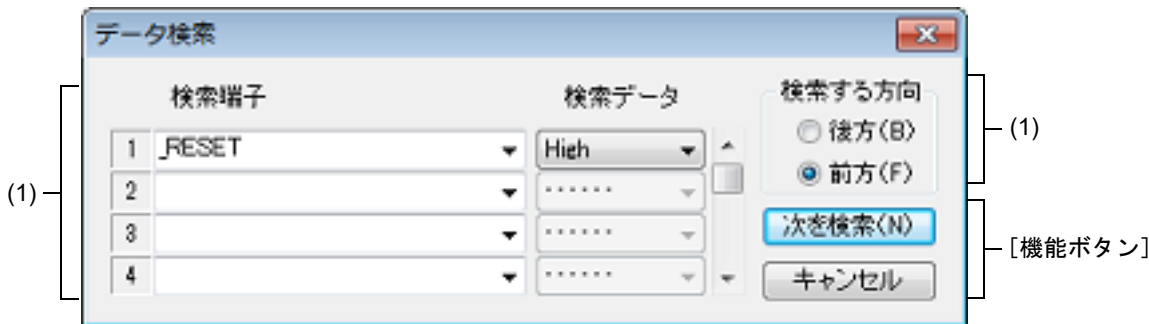 データ検索
検索端子 検索データ 検索する方向
後方(B)
1 _RESET High
前方(F)
2 ······
次を検索(N)
3 ······
4 ······ キャンセル
(1)
(1)
[機能ボタン]